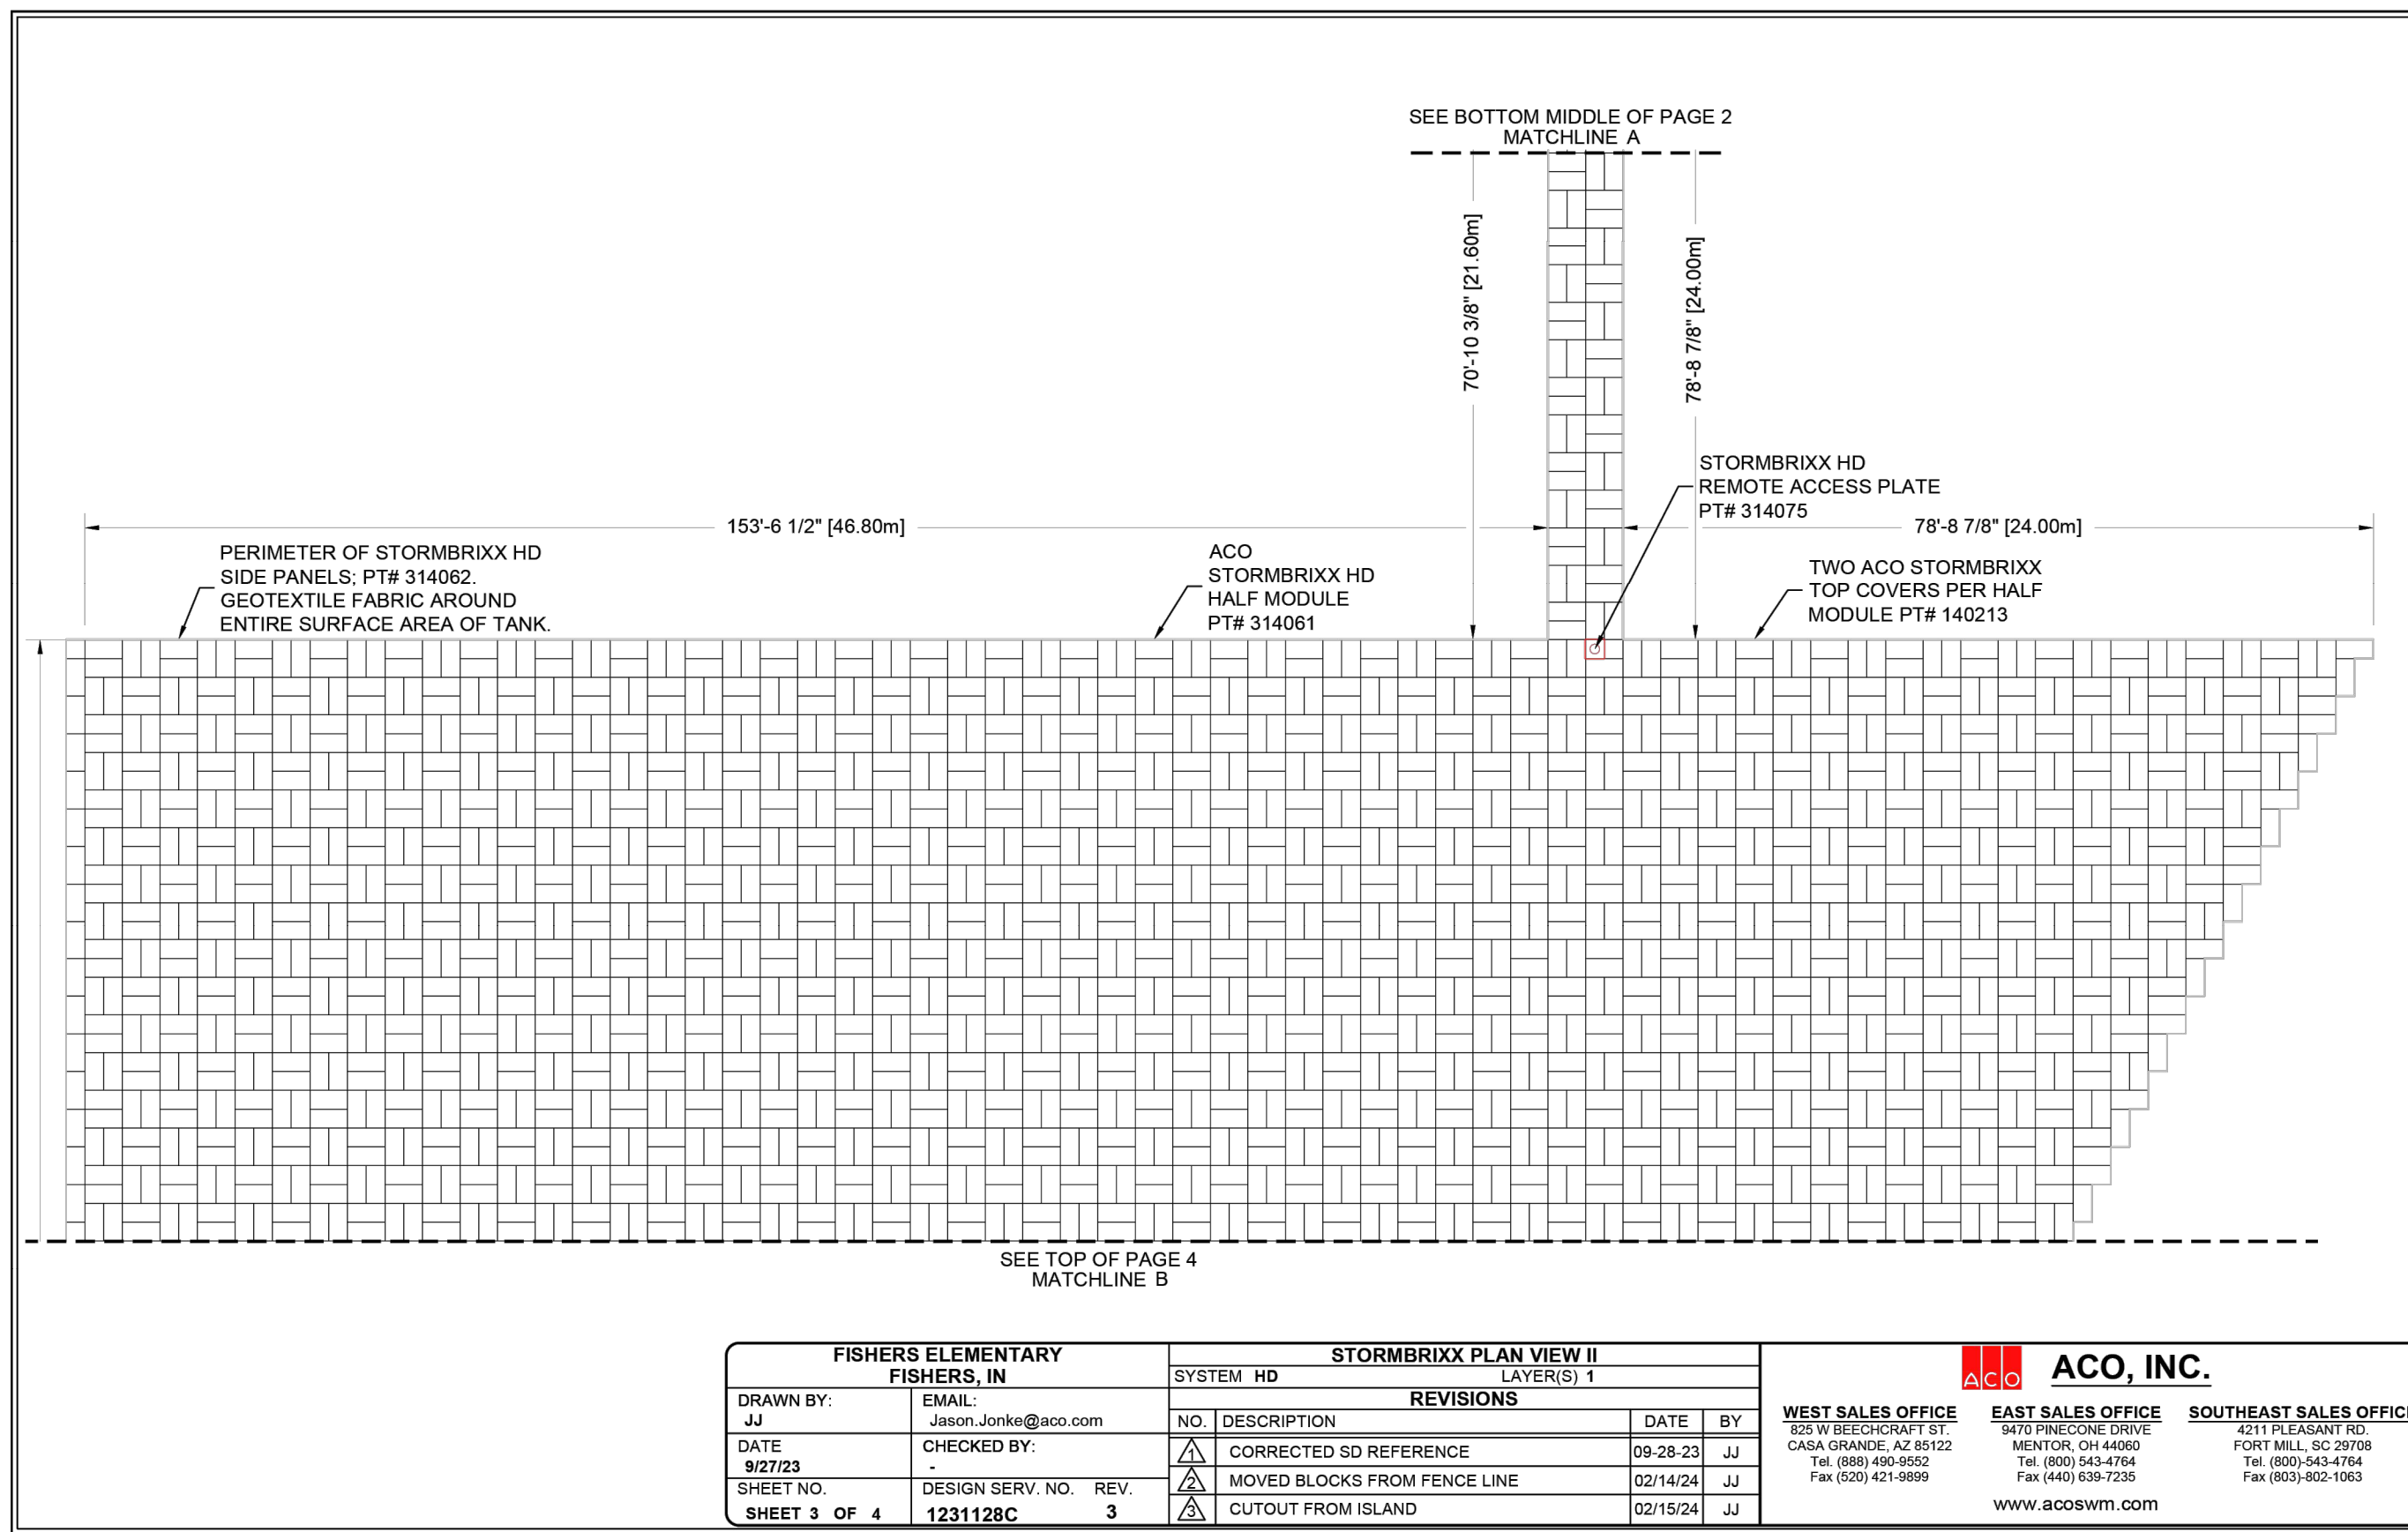 SEE BOTTOM MIDDLE OF PAGE 2
MATCHLINE A
70'-10 3/8" [21.60m]
78'-8 7/8" [24.00m]
STORMBRIXX HD
REMOTE ACCESS PLATE
PT# 314075
153'-6 1/2" [46.80m]
78'-8 7/8" [24.00m]
PERIMETER OF STORMBRIXX HD
SIDE PANELS; PT# 314062.
GEOTEXTILE FABRIC AROUND
ENTIRE SURFACE AREA OF TANK.
ACO
STORMBRIXX HD
HALF MODULE
PT# 314061
TWO ACO STORMBRIXX
TOP COVERS PER HALF
MODULE PT# 140213
SEE TOP OF PAGE 4
MATCHLINE B
FISHERS ELEMENTARY
FISHERS, IN
DRAWN BY:
JJ
EMAIL:
Jason.Jonke@aco.com
DATE
9/27/23
CHECKED BY:
-
SHEET NO.
SHEET 3 OF 4
DESIGN SERV. NO. REV.
1231128C 3
STORMBRIXX PLAN VIEW II
SYSTEM HD LAYER(S) 1
REVISIONS
NO. DESCRIPTION DATE BY
1 CORRECTED SD REFERENCE 09-28-23 JJ
2 MOVED BLOCKS FROM FENCE LINE 02/14/24 JJ
3 CUTOUT FROM ISLAND 02/15/24 JJ
ACO ACO, INC.
WEST SALES OFFICE
825 W BEECHCRAFT ST.
CASA GRANDE, AZ 85122
Tel. (888) 490-9552
Fax (520) 421-9899
EAST SALES OFFICE
9470 PINECONE DRIVE
MENTOR, OH 44060
Tel. (800) 543-4764
Fax (440) 639-7235
SOUTHEAST SALES OFFIC
4211 PLEASANT RD.
FORT MILL, SC 29708
Tel. (800)-543-4764
Fax (803)-802-1063
www.acoswm.com